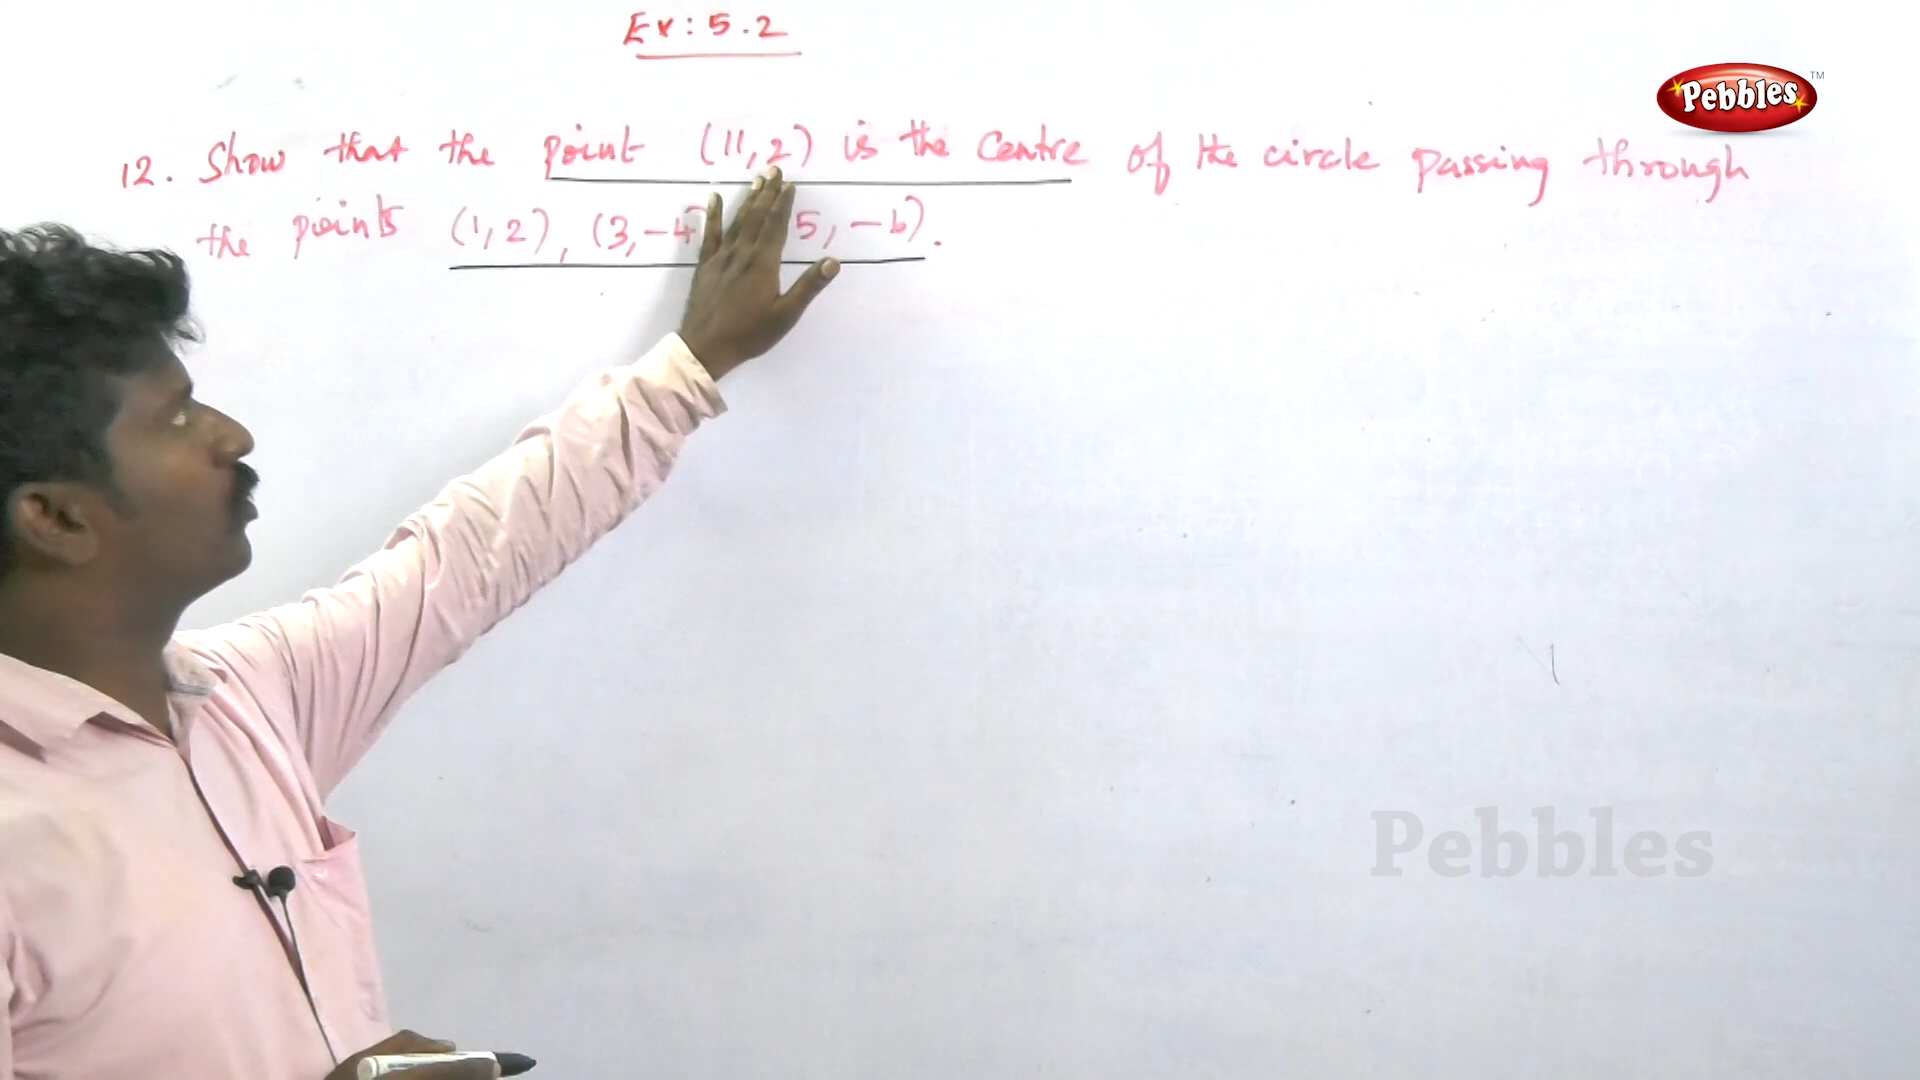 Ex: 5.2
Pebbles TM
12. Show that the point (11,2) is the centre of the circle passing through
the points (1,2), (3,-4 5, -6).
Pebbles